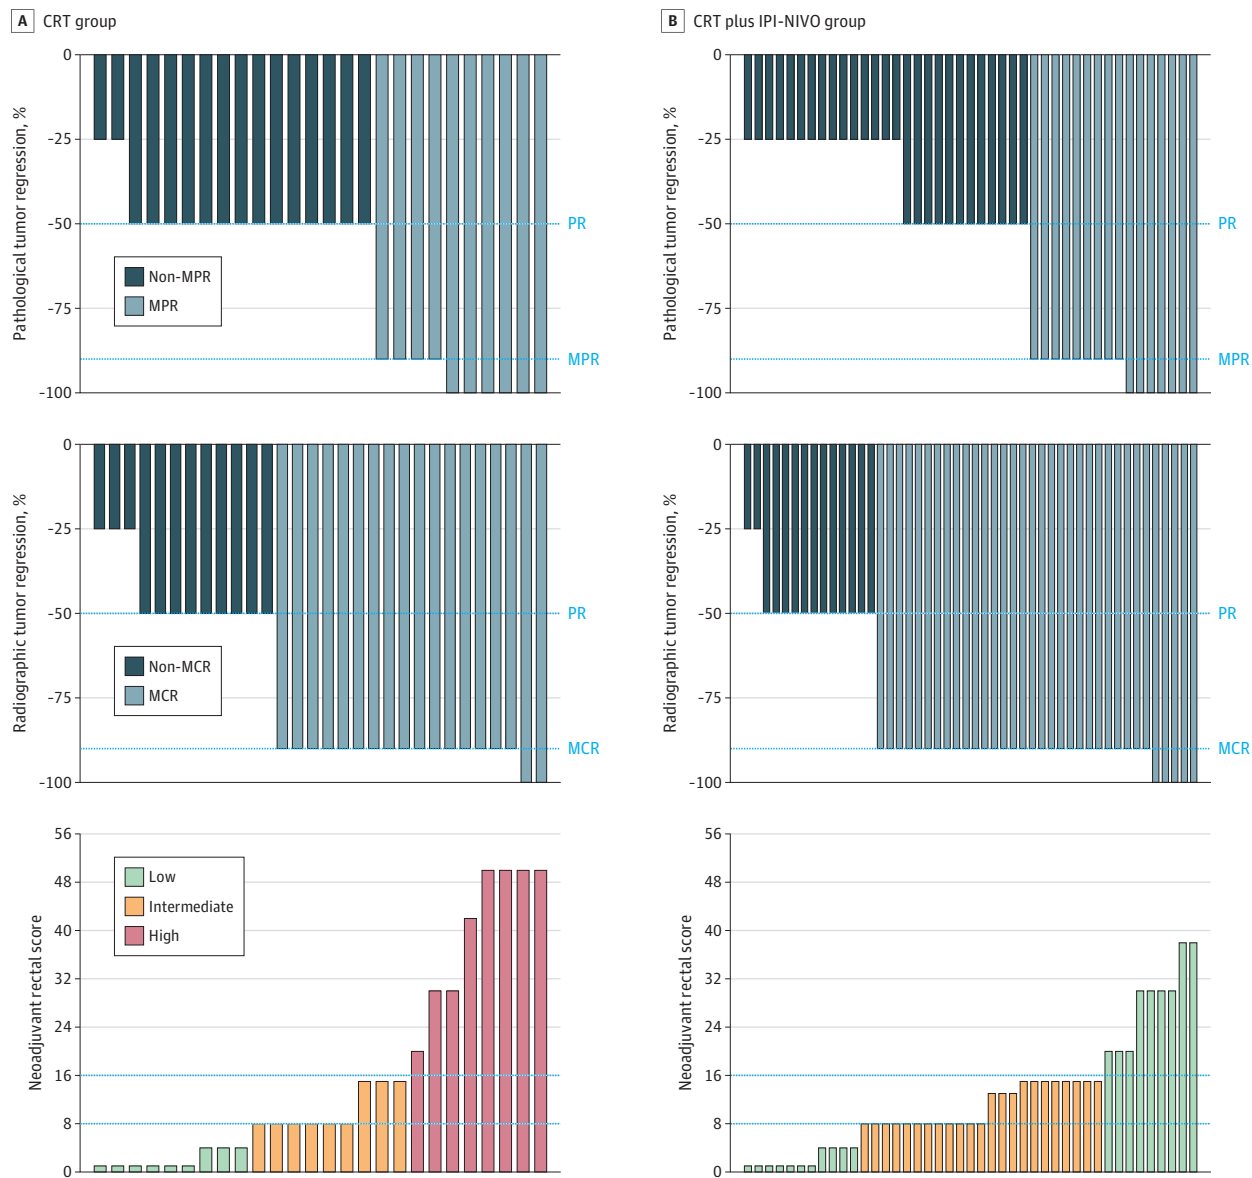 A CRT group
Pathological tumor regression, %
0
-25
-50
-75
-100
PR
MPR
Non-MPR
MPR
Radiographic tumor regression, %
0
-25
-50
-75
-100
PR
MCR
Non-MCR
MCR
Neoadjuvant rectal score
56
48
40
32
24
16
8
0
Low
Intermediate
High
B CRT plus IPI-NIVO group
Pathological tumor regression, %
0
-25
-50
-75
-100
PR
MPR
Radiographic tumor regression, %
0
-25
-50
-75
-100
PR
MCR
Neoadjuvant rectal score
56
48
40
32
24
16
8
0